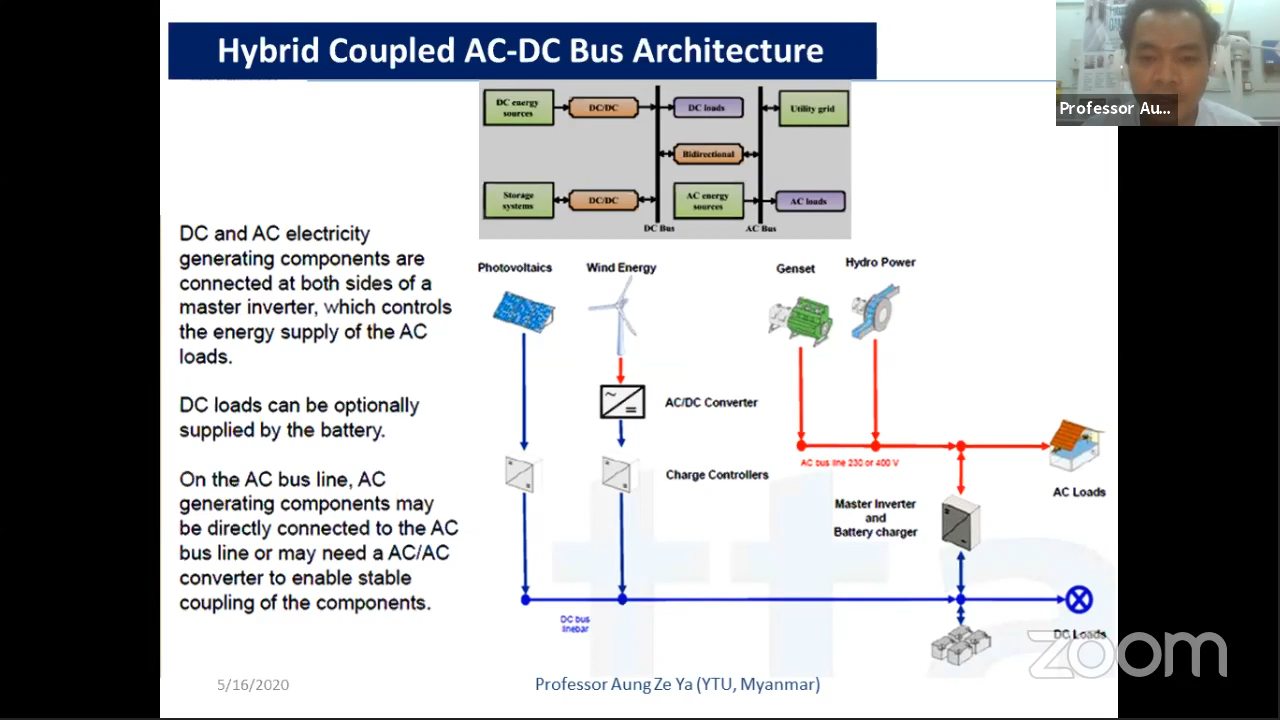 Hybrid Coupled AC-DC Bus Architecture
Professor Au...
DC energy
sources
DC/DC
DC loads
Utility grid
Bidirectional
Storage
systems
DC/DC
AC energy
sources
AC loads
DC Bus
AC Bus
DC and AC electricity
generating components are
connected at both sides of a
master inverter, which controls
the energy supply of the AC
loads.
DC loads can be optionally
supplied by the battery.
On the AC bus line, AC
generating components may
be directly connected to the AC
bus line or may need a AC/AC
converter to enable stable
coupling of the components.
Photovoltaics
Wind Energy
Genset
Hydro Power
AC/DC Converter
AC bus line 230 or 400 V
Charge Controllers
AC Loads
Master Inverter
and
Battery charger
DC bus
linebar
DC Loads
zoom
5/16/2020
Professor Aung Ze Ya (YTU, Myanmar)